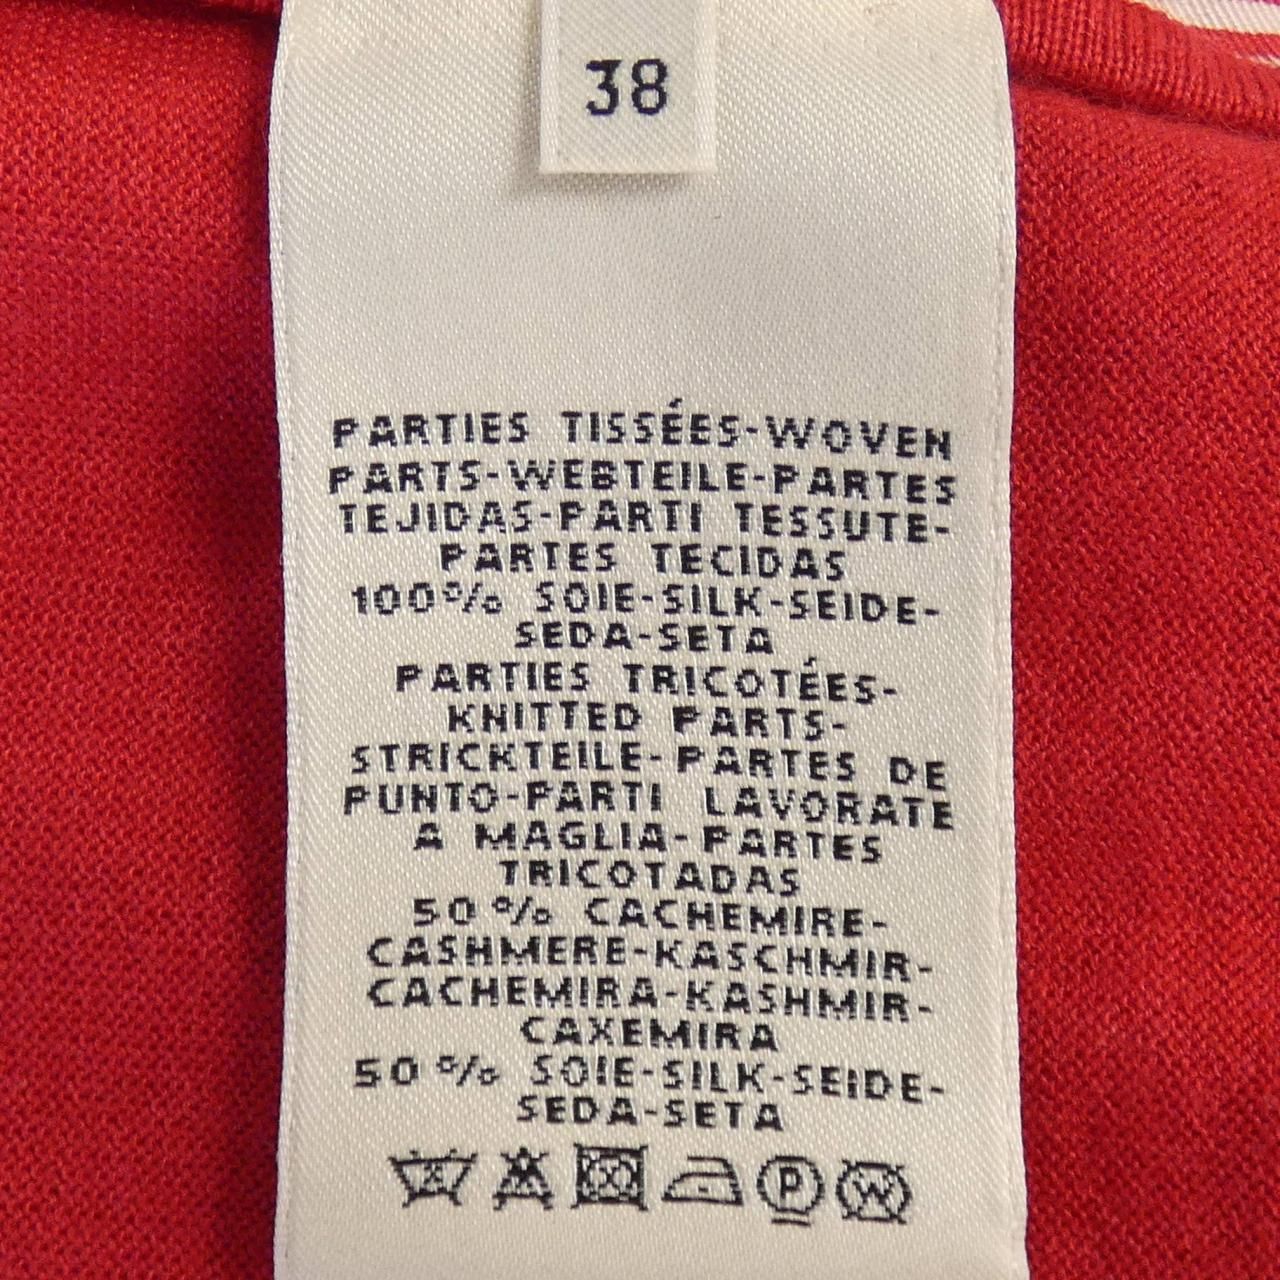 38
PARTIES TISSÉES-WOVEN
PARTS-WEBTEILE-PARTES
TEJIDAS-PARTI TESSUTE-
PARTES TECIDAS
100% SOIE-SILK-SEIDE-
SEDA-SETA
PARTIES TRICOTÉES-
KNITTED PARTS-
STRICKTEILE-PARTES DE
PUNTO-PARTI LAVORATE
A MAGLIA-PARTES
TRICOTADAS
50% CACHEMIRE-
CASHMERE-KASCHMIR-
CACHEMIRA-KASHMIR-
CAXEMIRA
50% SOIE-SILK-SEIDE-
SEDA-SETA
P W